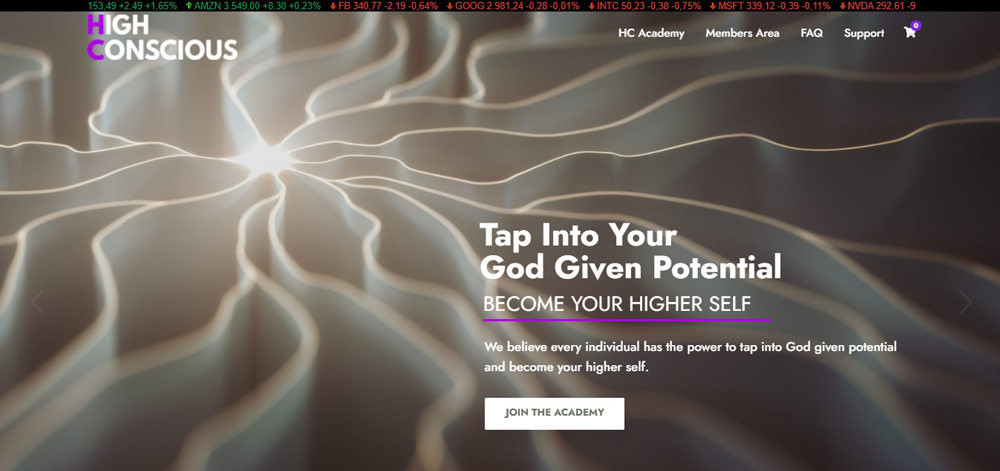 153,49 +2,49 +1,65% AMZN 3.549,00 +8,30 +0,23% FB 340,77 -2,19 -0,64% GOOG 2 981,24 -0,28 -0,01% INTC 50,23 -0,38 -0,75% MSFT 339,12 -0,39 -0,11% NVDA 292,61 -9
HIGH
CONSCIOUS
HC Academy Members Area FAQ Support 0
Tap Into Your
God Given Potential
BECOME YOUR HIGHER SELF
We believe every individual has the power to tap into God given potential
and become your higher self.
JOIN THE ACADEMY